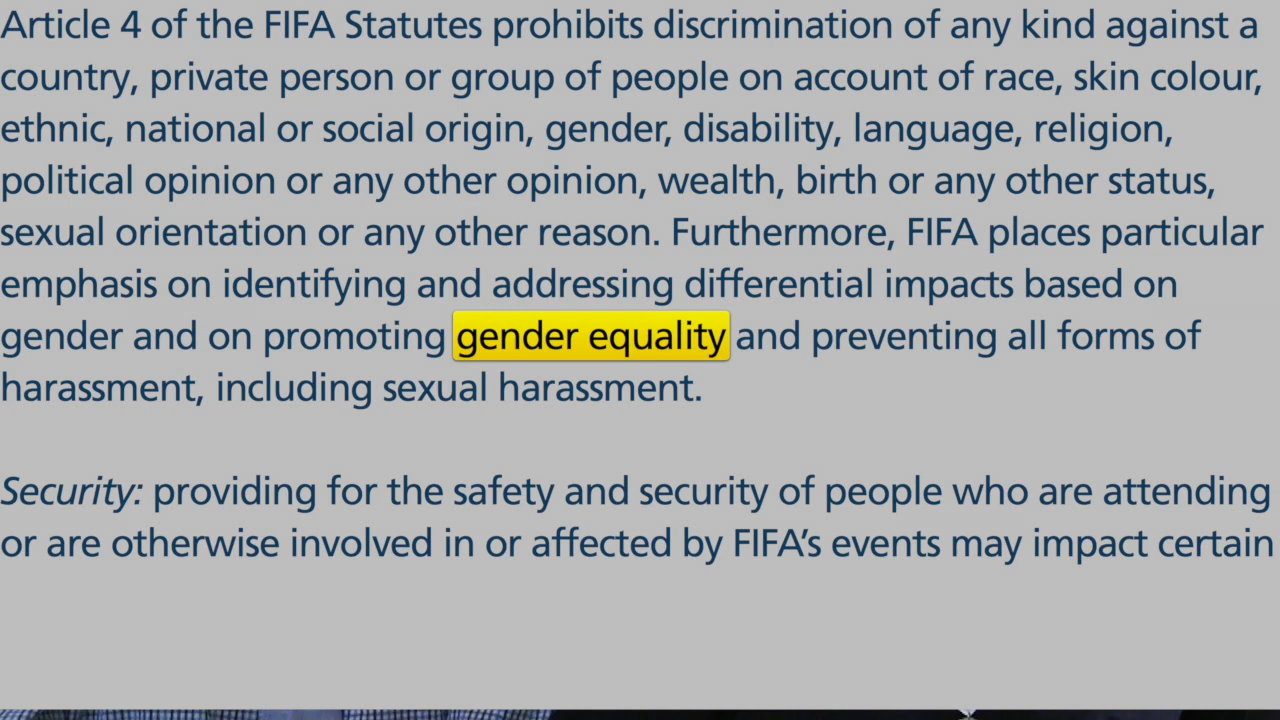 Article 4 of the FIFA Statutes prohibits discrimination of any kind against a
country, private person or group of people on account of race, skin colour,
ethnic, national or social origin, gender, disability, language, religion,
political opinion or any other opinion, wealth, birth or any other status,
sexual orientation or any other reason. Furthermore, FIFA places particular
emphasis on identifying and addressing differential impacts based on
gender and on promoting gender equality and preventing all forms of
harassment, including sexual harassment.
Security: providing for the safety and security of people who are attending
or are otherwise involved in or affected by FIFA’s events may impact certain